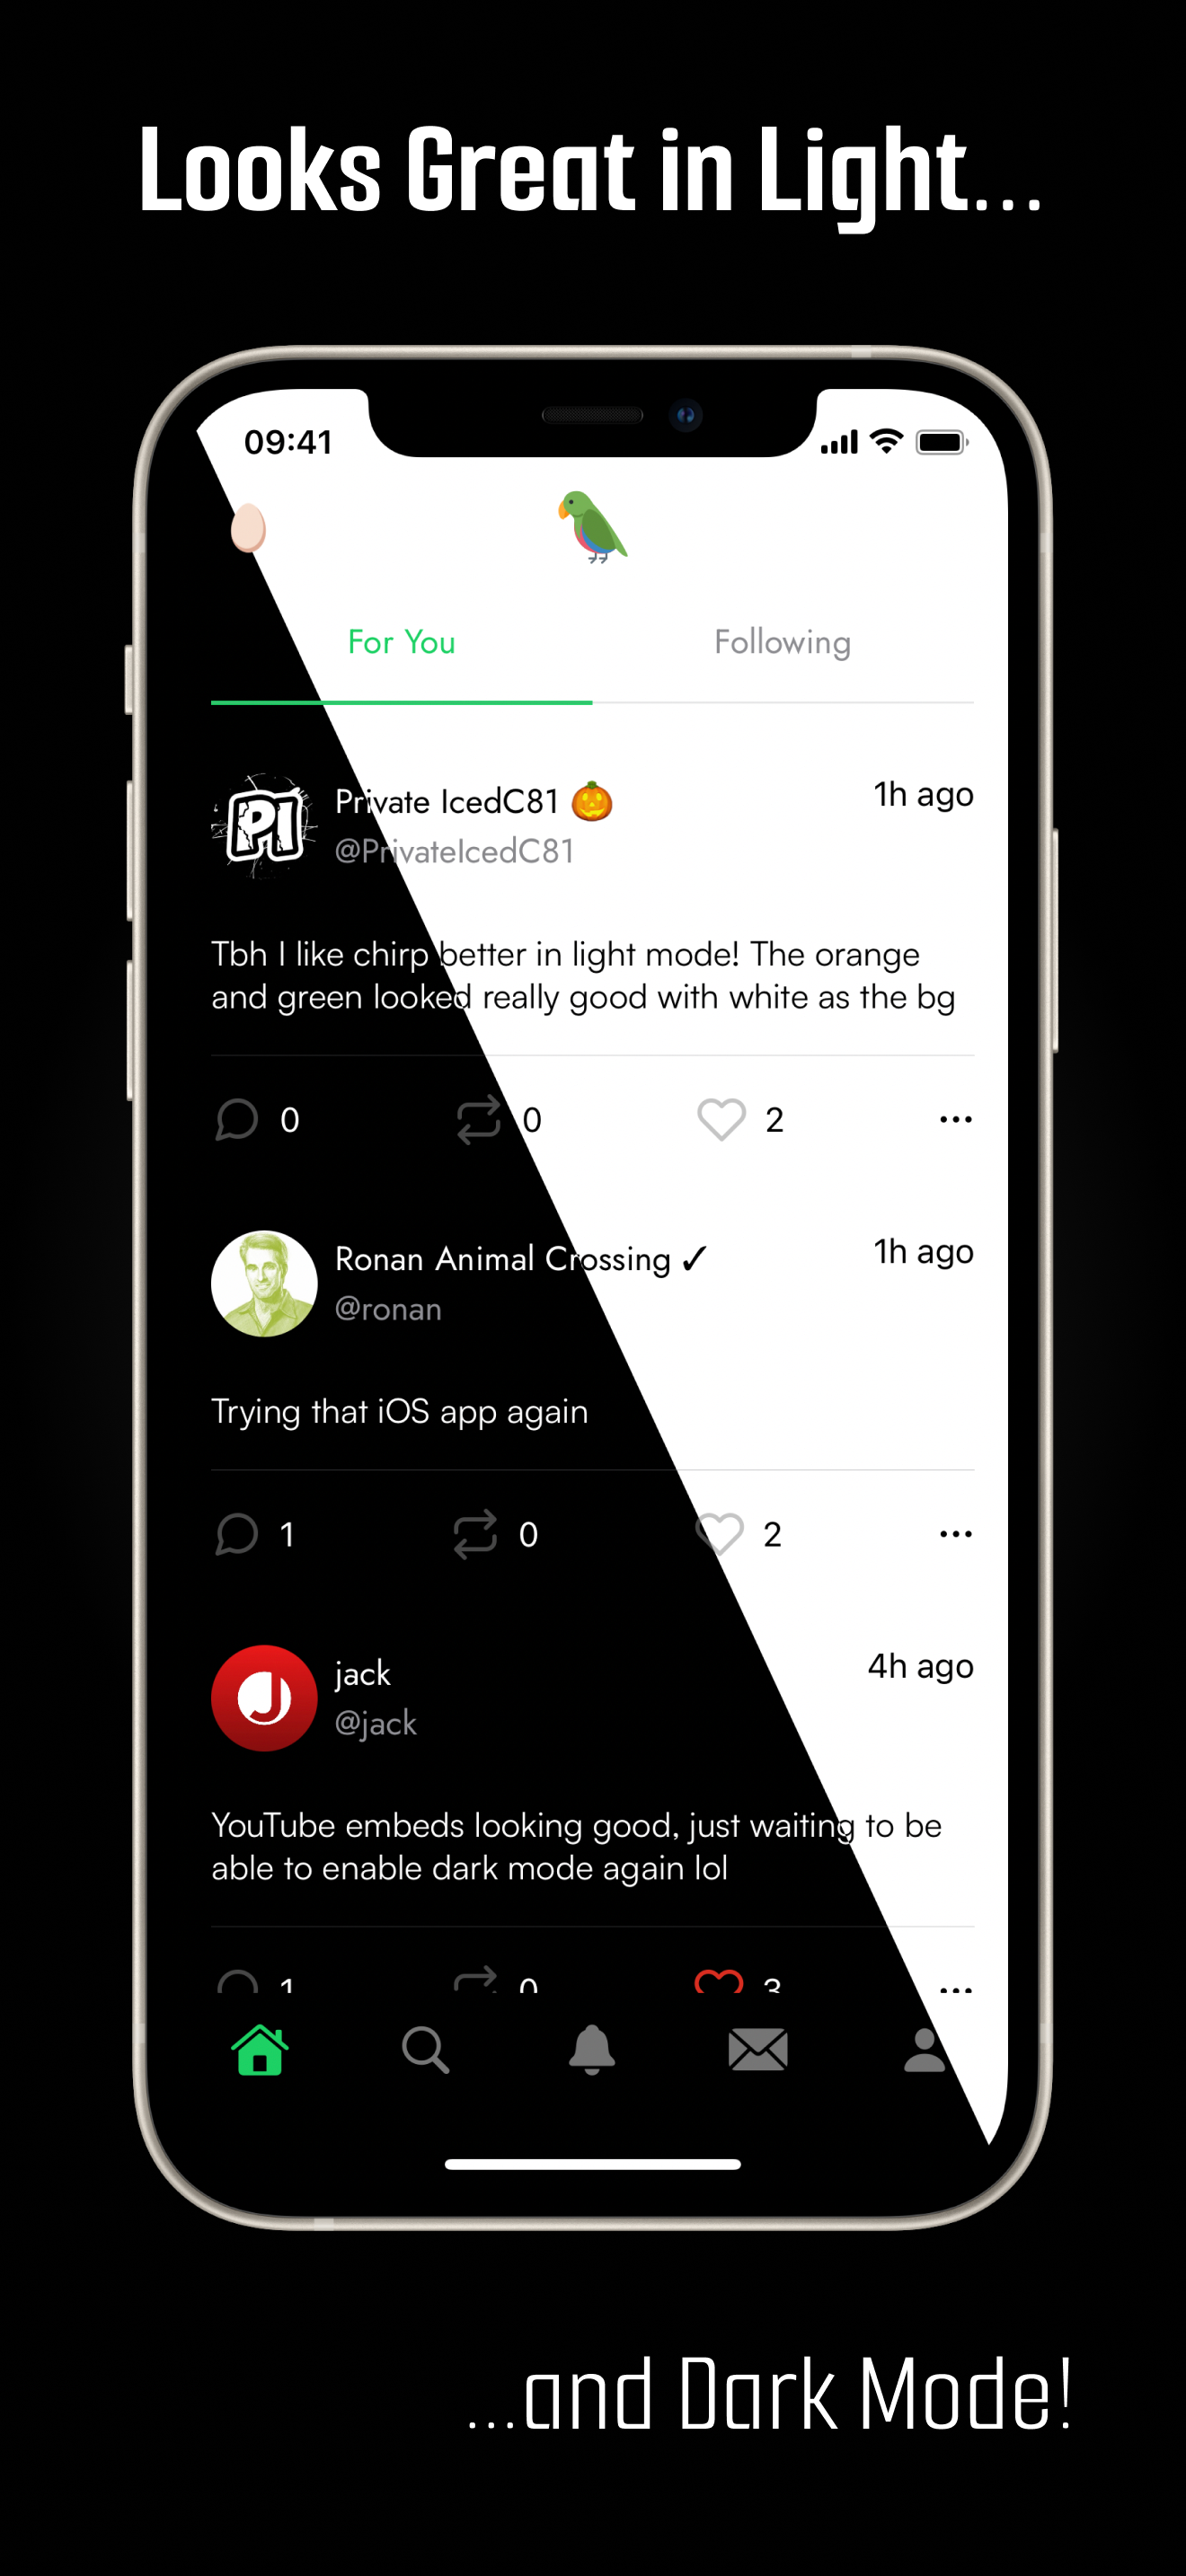 Looks Great in Light...
09:41
For You Following
PI
Private IcedC81 🎃 1h ago
@PrivateIcedC81
Tbh I like chirp better in light mode! The orange
and green looked really good with white as the bg
0 0 2 ...
Ronan Animal Crossing ✓ 1h ago
@ronan
Trying that iOS app again
1 0 2 ...
J
jack 4h ago
@jack
YouTube embeds looking good, just waiting to be
able to enable dark mode again lol
1 0 3 ...
...and Dark Mode!